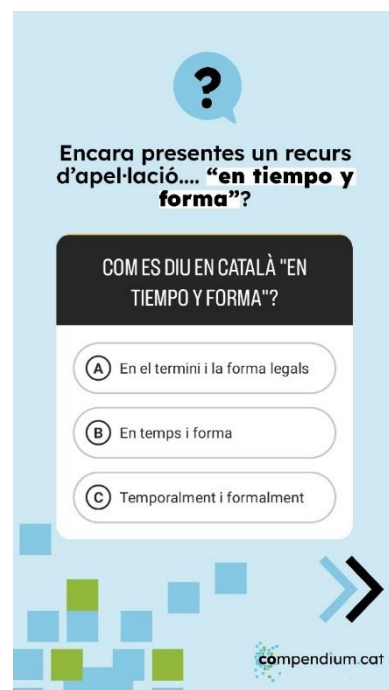 ?
Encara presentes un recurs
d'apel·lació.... “en tiempo y
forma”?
COM ES DIU EN CATALÀ "EN
TIEMPO Y FORMA"?
A En el termini i la forma legals
B En temps i forma
C Temporalment i formalment
compendium.cat